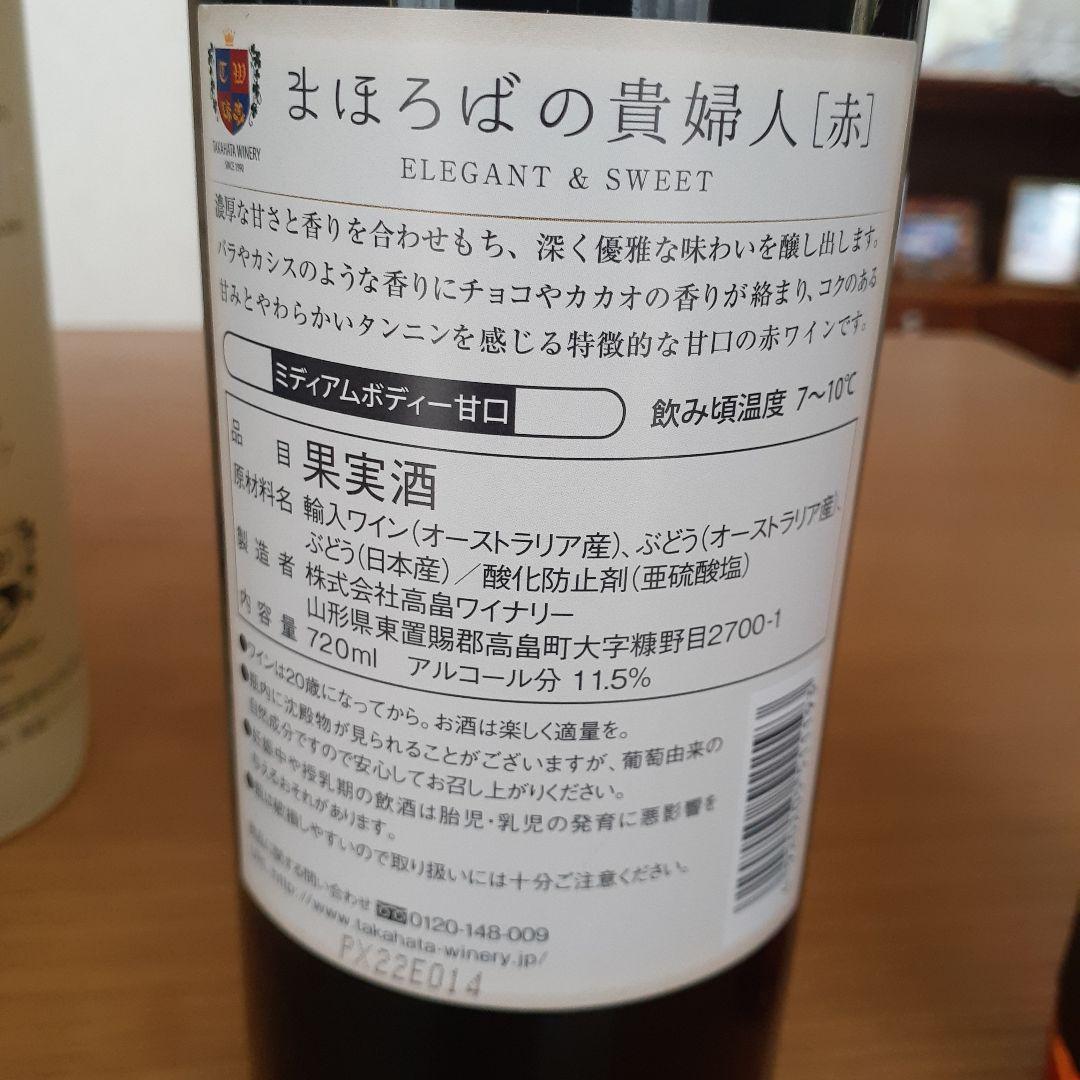 まほろばの貴婦人[赤]
TAKAHATA WINERY
SINCE 1990
ELEGANT & SWEET
濃厚な甘さと香りを合わせもち、深く優雅な味わいを醸し出します。
バラやカシスのような香りにチョコやカカオの香りが絡まり、コクのある
甘みとやわらかいタンニンを感じる特徴的な甘口の赤ワインです。
ミディアムボディー甘口
飲み頃温度 7〜10℃
品目 果実酒
原材料名 輸入ワイン(オーストラリア産)、ぶどう(オーストラリア産)、
ぶどう(日本産)／酸化防止剤(亜硫酸塩)
製造者 株式会社高畠ワイナリー
山形県東置賜郡高畠町大字糠野目2700-1
内容量 720ml アルコール分 11.5%
●ワインは20歳になってから。お酒は楽しく適量を。
●瓶内に沈殿物が見られることがございますが、葡萄由来の
自然成分ですので安心してお召し上がりください。
●妊娠中や授乳期の飲酒は胎児・乳児の発育に悪影響を
与えるおそれがあります。
●瓶は破損しやすいので取り扱いには十分ご注意ください。
商品に関する問い合わせ 0120-148-009
URL:http://www.takahata-winery.jp/
PX22E014